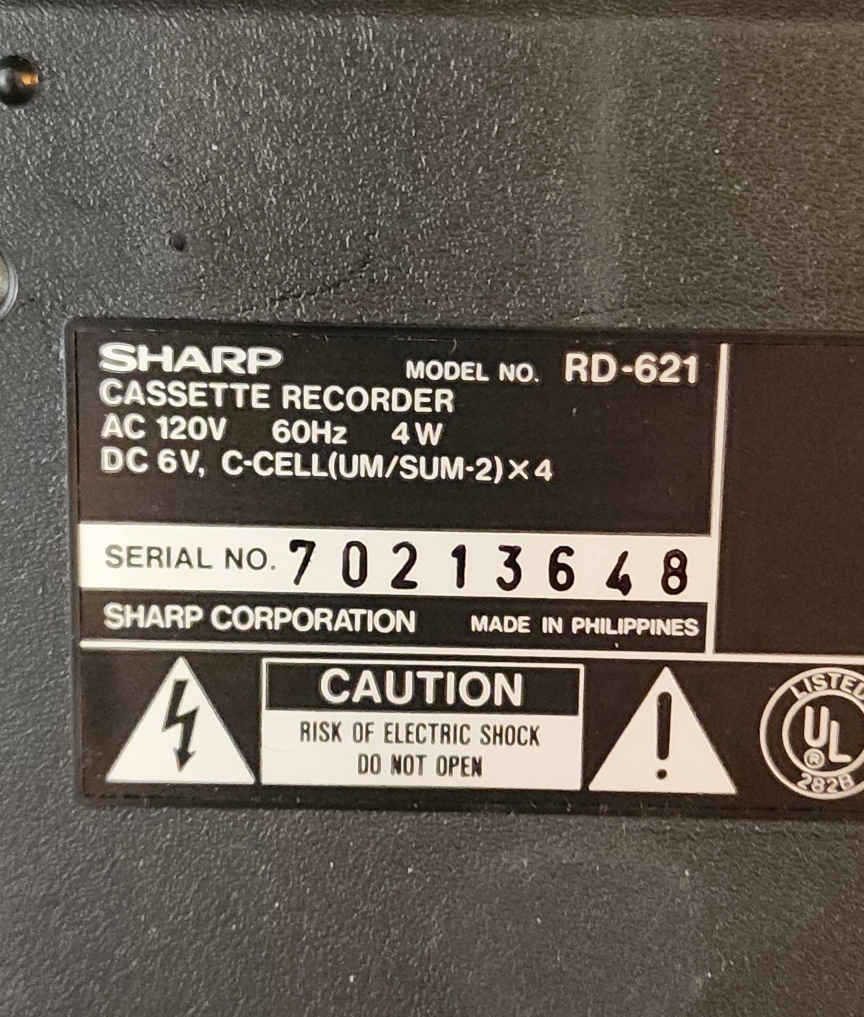 SHARP MODEL NO. RD-621
CASSETTE RECORDER
AC 120V 60Hz 4W
DC 6V, C-CELL(UM/SUM-2)×4
SERIAL NO. 70213648
SHARP CORPORATION MADE IN PHILIPPINES
CAUTION
RISK OF ELECTRIC SHOCK
DO NOT OPEN
LISTED
UL
®
282B